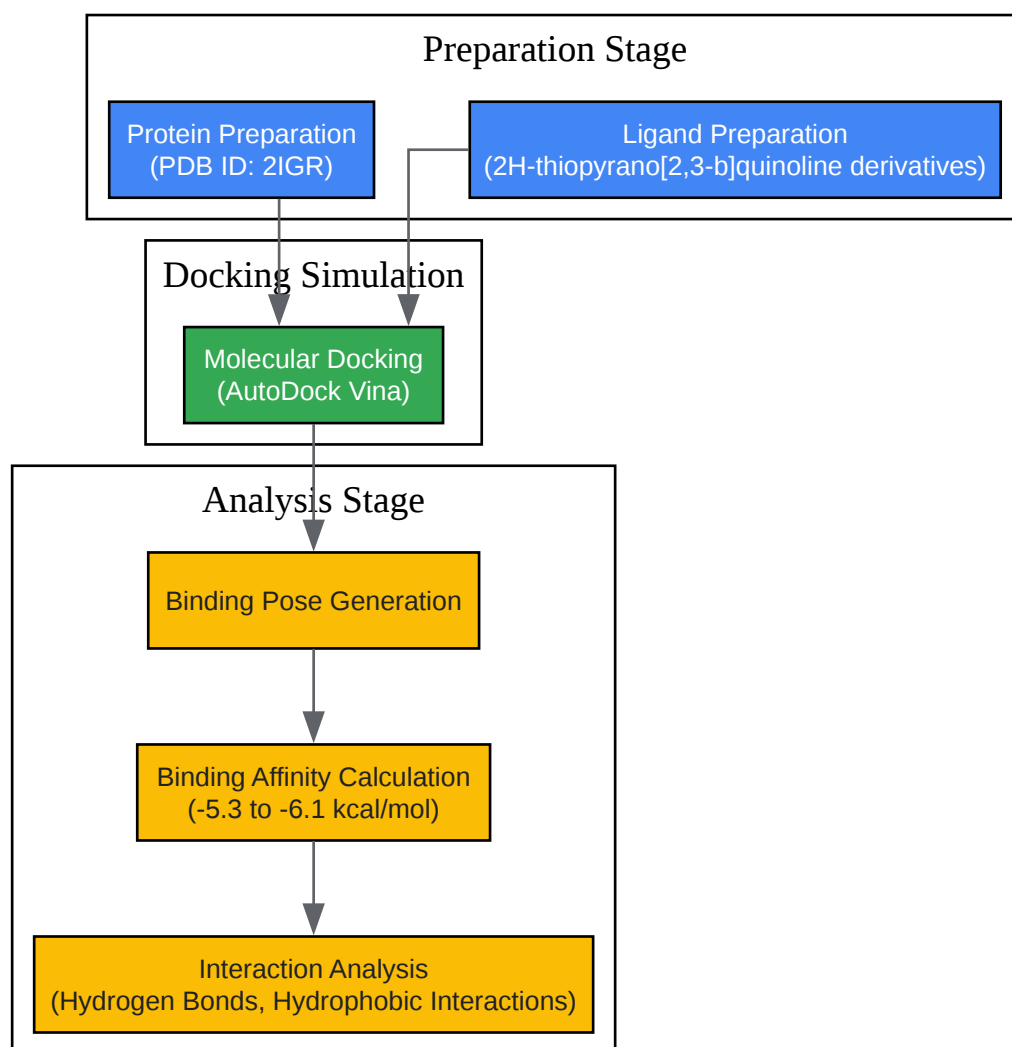 Preparation Stage
Protein Preparation
(PDB ID: 2IGR)
Ligand Preparation
(2H-thiopyrano[2,3-b]quinoline derivatives)
Docking Simulation
Molecular Docking
(AutoDock Vina)
Analysis Stage
Binding Pose Generation
Binding Affinity Calculation
(-5.3 to -6.1 kcal/mol)
Interaction Analysis
(Hydrogen Bonds, Hydrophobic Interactions)